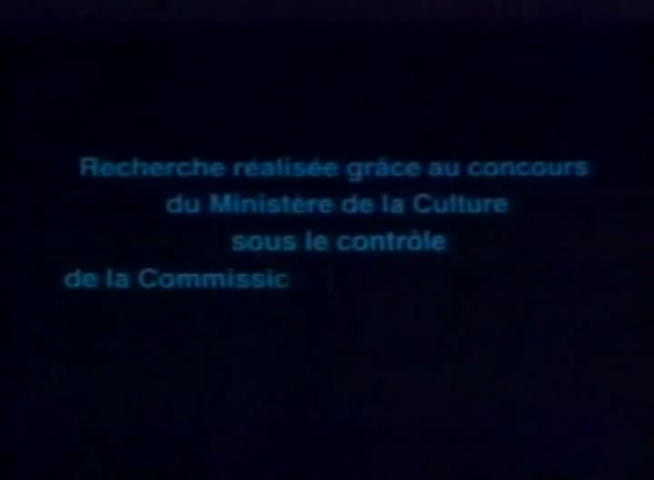 Recherche réalisée grâce au concours
du Ministère de la Culture
sous le contrôle
de la Commissic